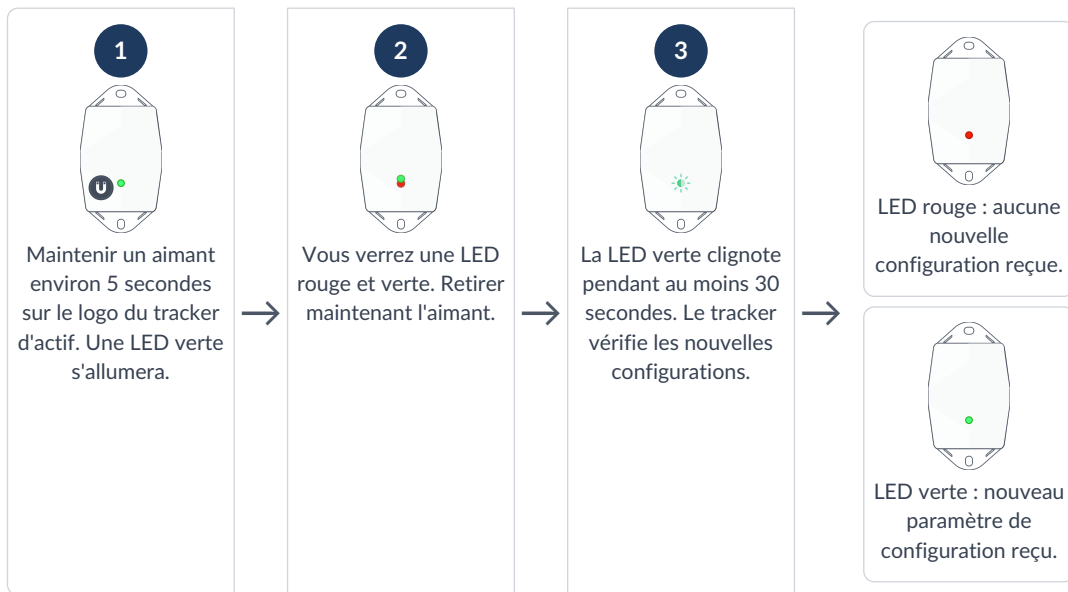 1
Maintenir un aimant
environ 5 secondes
sur le logo du tracker
d'actif. Une LED verte
s'allumera.
2
Vous verrez une LED
rouge et verte. Retirer
maintenant l'aimant.
3
La LED verte clignote
pendant au moins 30
secondes. Le tracker
vérifie les nouvelles
configurations.
LED rouge : aucune
nouvelle
configuration reçue.
LED verte : nouveau
paramètre de
configuration reçu.